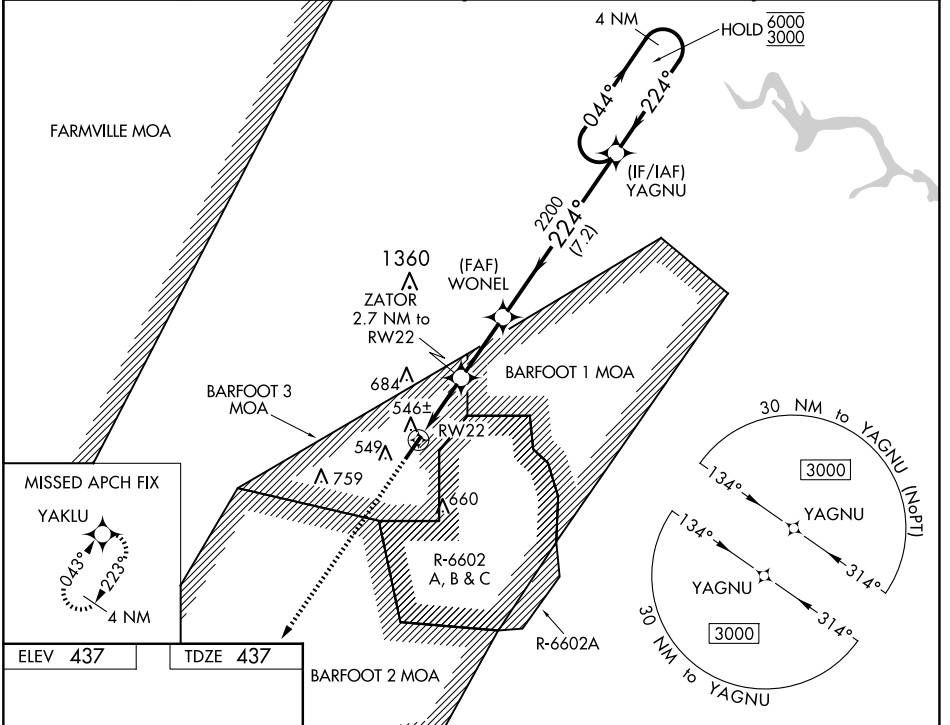 4 NM
HOLD 6000
3000
044°
224°
FARMVILLE MOA
(IF/IAF)
YAGNU
2200
224°
(7.2)
1360
(FAF)
WONEL
ZATOR
2.7 NM to
RW22
BARFOOT 1 MOA
BARFOOT 3
MOA
684
546±
RW22
549
759
660
R-6602
A, B & C
R-6602A
BARFOOT 2 MOA
MISSED APCH FIX
YAKLU
043°
223°
4 NM
ELEV 437
TDZE 437
30 NM to YAGNU (NoPT)
3000
134°
YAGNU
314°
134°
YAGNU
314°
3000
30 NM to YAGNU